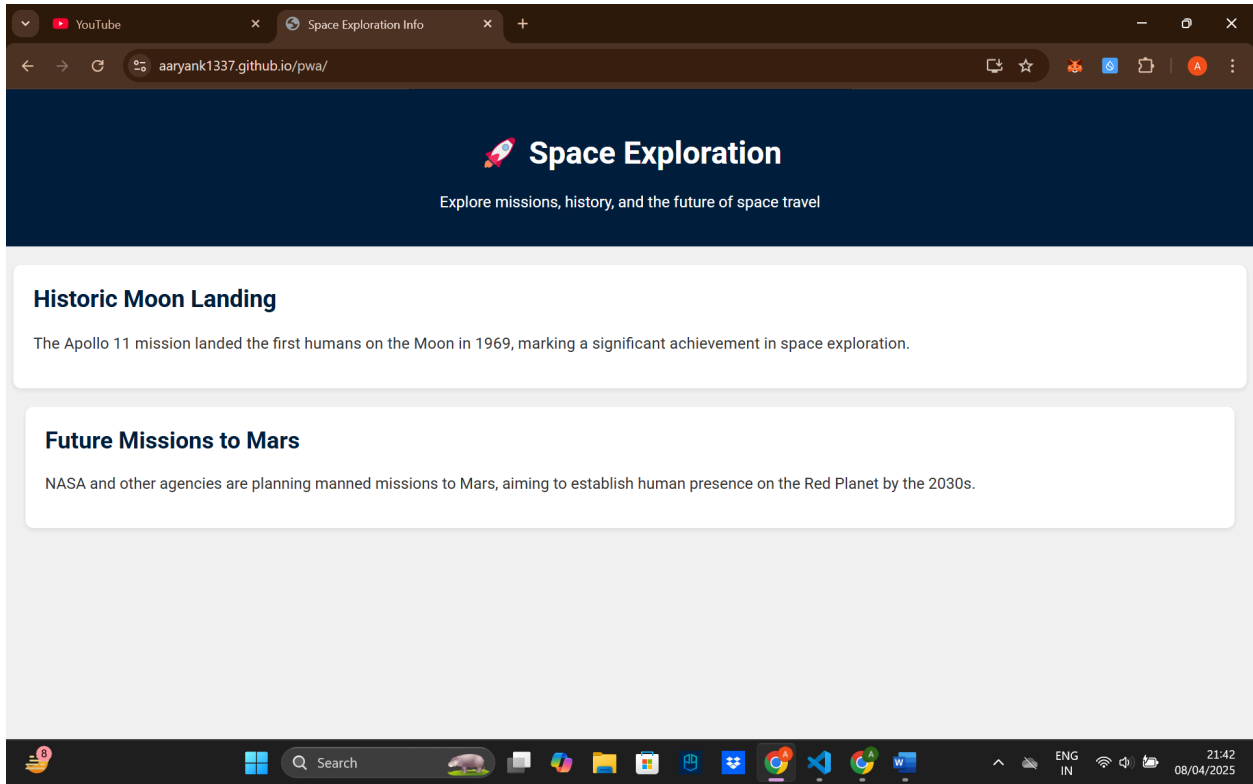 YouTube
Space Exploration Info
aaryank1337.github.io/pwa/
A
🚀 Space Exploration
Explore missions, history, and the future of space travel
Historic Moon Landing
The Apollo 11 mission landed the first humans on the Moon in 1969, marking a significant achievement in space exploration.
Future Missions to Mars
NASA and other agencies are planning manned missions to Mars, aiming to establish human presence on the Red Planet by the 2030s.
8
Search
A
A
W
ENG
IN
21:42
08/04/2025